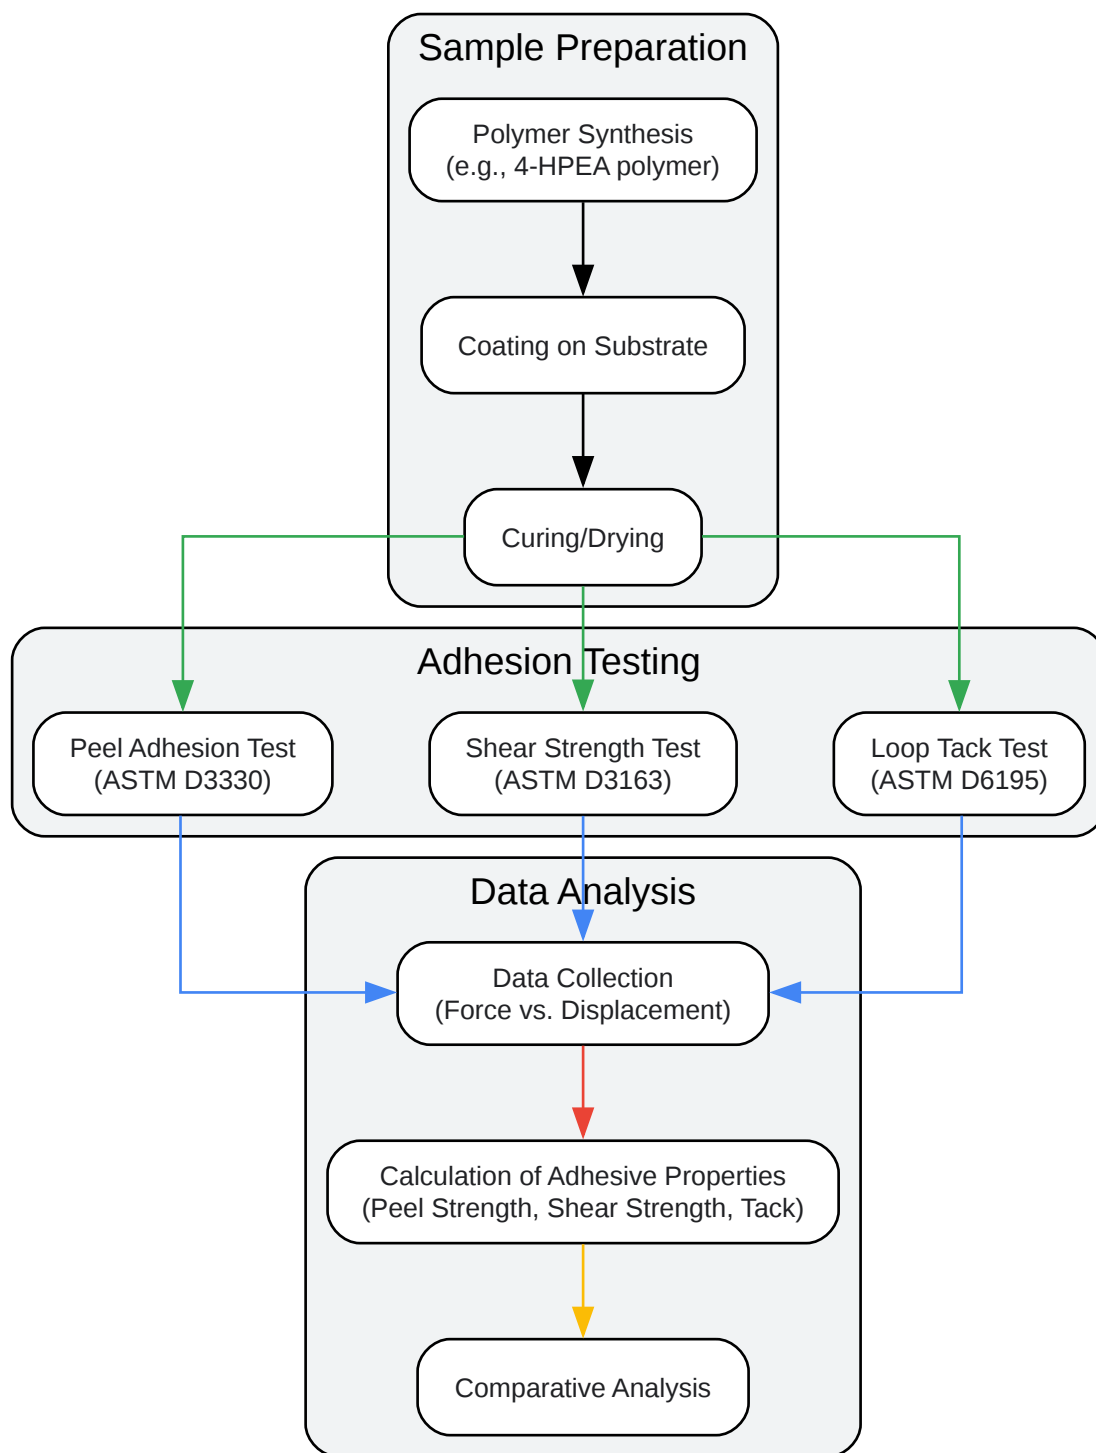 Sample Preparation
Polymer Synthesis
(e.g., 4-HPEA polymer)
Coating on Substrate
Curing/Drying
Adhesion Testing
Peel Adhesion Test
(ASTM D3330)
Shear Strength Test
(ASTM D3163)
Loop Tack Test
(ASTM D6195)
Data Analysis
Data Collection
(Force vs. Displacement)
Calculation of Adhesive Properties
(Peel Strength, Shear Strength, Tack)
Comparative Analysis